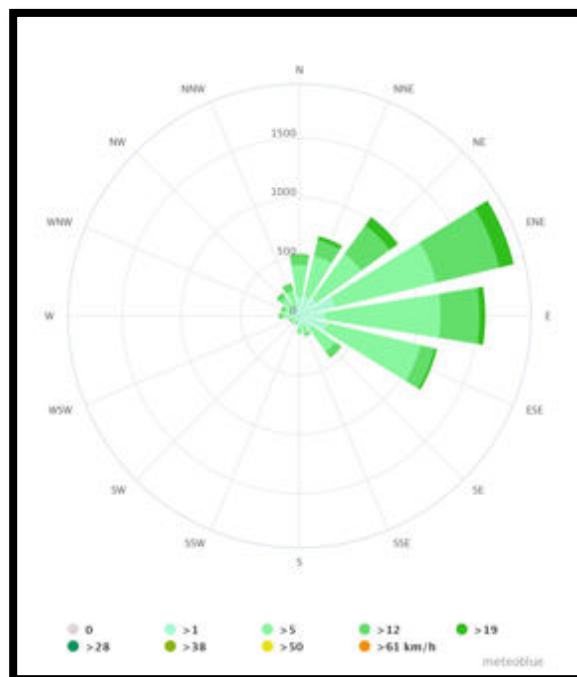 N
NNW
NNE
NW
NE
1500
1000
WNW
ENE
500
0
W
E
WSW
ESE
SW
SE
SSW
SSE
S
0 >1 >5 >12 >19
>28 >38 >50 >61 km/h
meteoblue